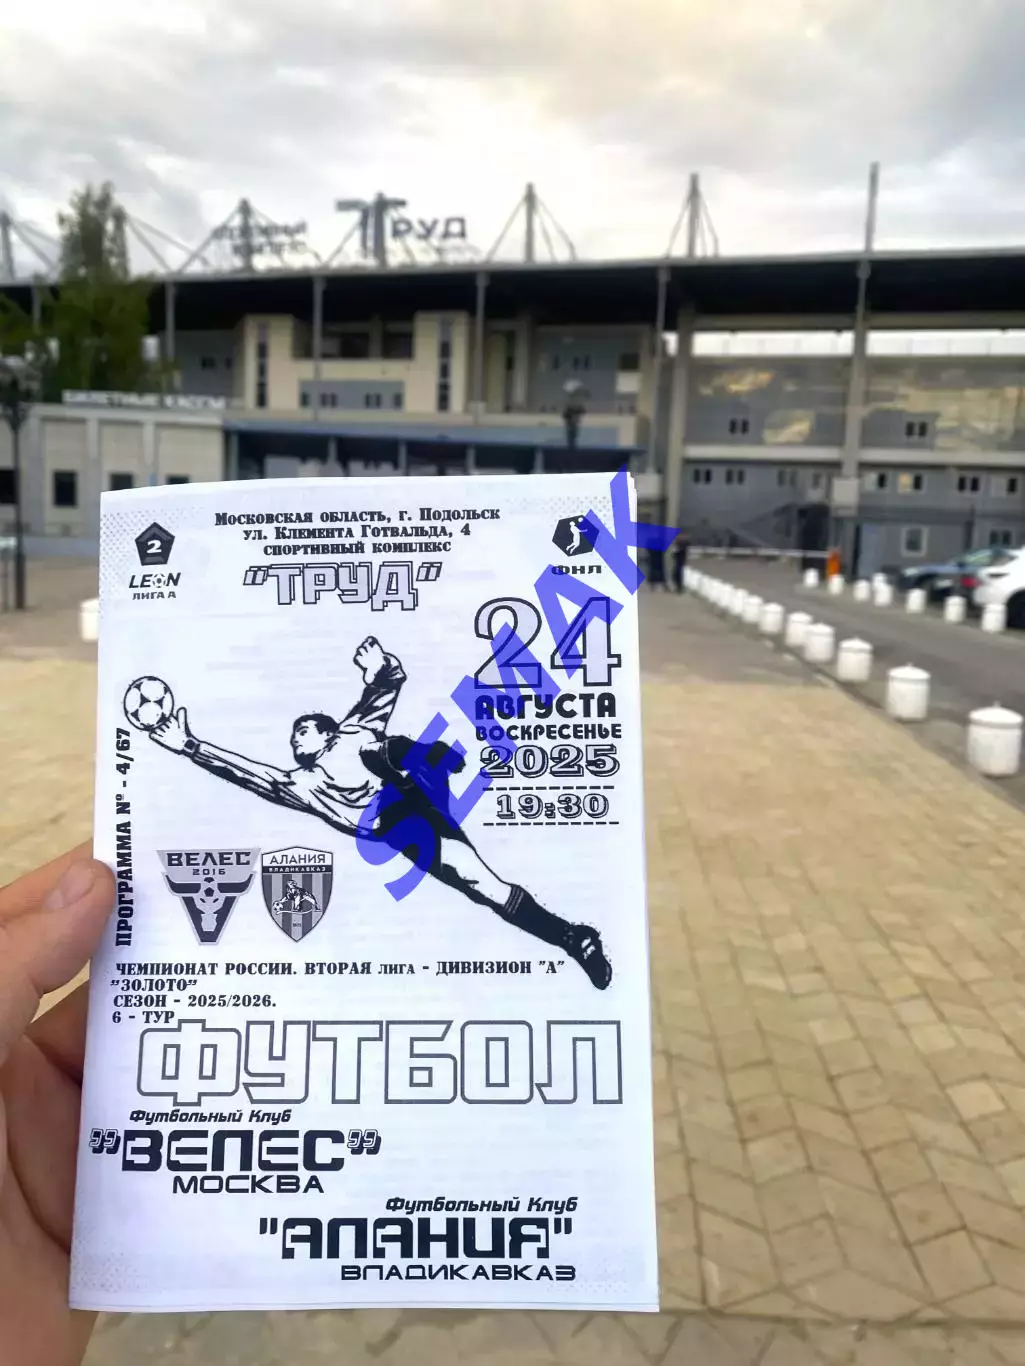 ТРУД
БИЛЕТНЫЕ КАССЫ
2
LEON
ЛИГА А
Московская область, г. Подольск
ул. Клемента Готвальда, 4
спортивный комплекс
"ТРУД"
ФНЛ
24
АВГУСТА
ВОСКРЕСЕНЬЕ
2025
19:30
ПРОГРАММА № - 4/67
ВЕЛЕС
2016
АЛАНИЯ
ВЛАДИКАВКАЗ
SEMAK
Чемпионат России. Вторая лига - дивизион "А"
"Золото"
Сезон - 2025/2026.
6 - ТУР
ФУТБОЛ
Футбольный Клуб
"ВЕЛЕС"
МОСКВА
Футбольный Клуб
"АЛАНИЯ"
ВЛАДИКАВКАЗ